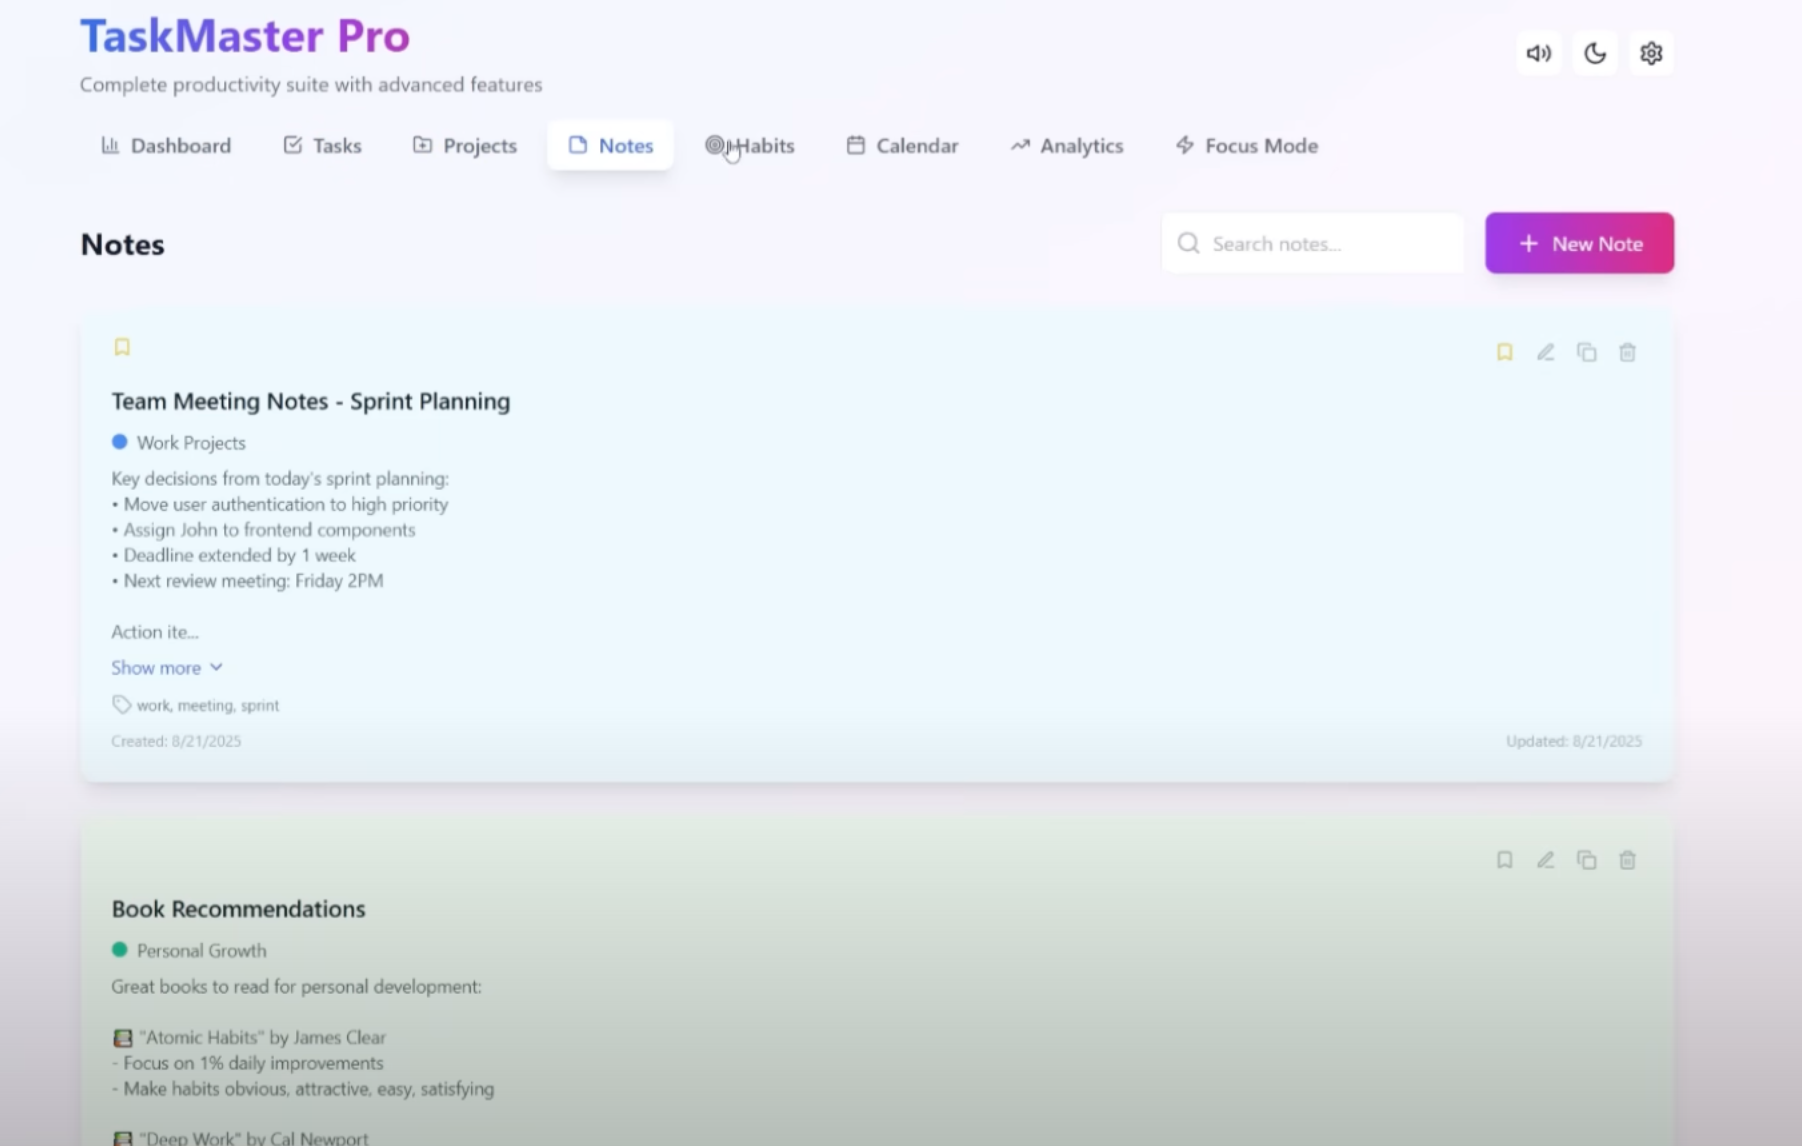 TaskMaster Pro
Complete productivity suite with advanced features
Dashboard
Tasks
Projects
Notes
Habits
Calendar
Analytics
Focus Mode
Notes
Search notes...
New Note
Team Meeting Notes - Sprint Planning
Work Projects
Key decisions from today's sprint planning:
• Move user authentication to high priority
• Assign John to frontend components
• Deadline extended by 1 week
• Next review meeting: Friday 2PM
Action ite...
Show more
work, meeting, sprint
Created: 8/21/2025
Updated: 8/21/2025
Book Recommendations
Personal Growth
Great books to read for personal development:
"Atomic Habits" by James Clear
- Focus on 1% daily improvements
- Make habits obvious, attractive, easy, satisfying
"Deep Work" by Cal Newport